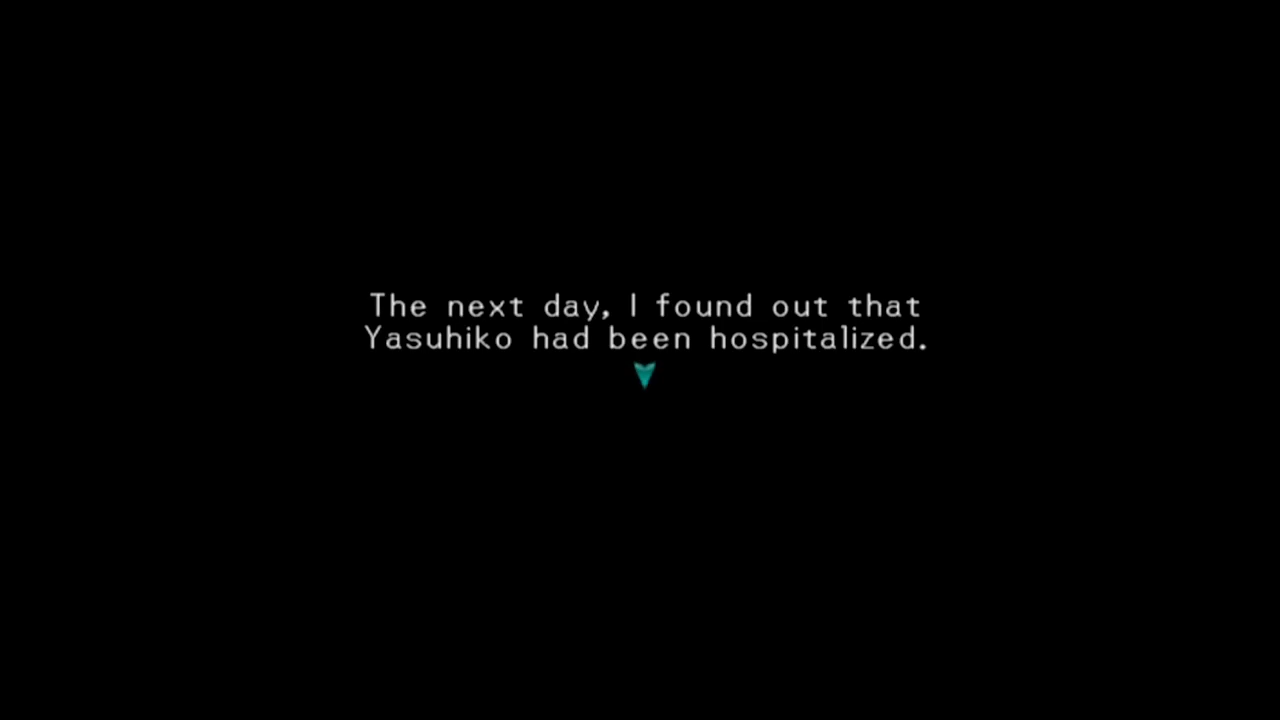 The next day, I found out that
Yasuhiko had been hospitalized.